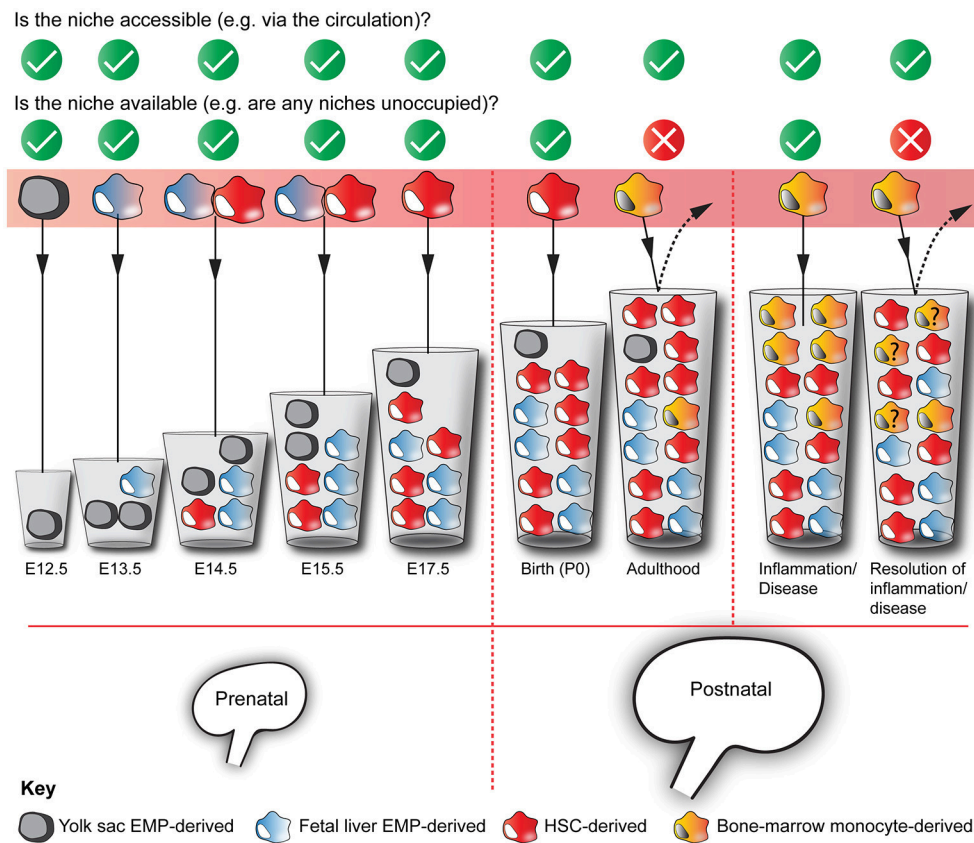 Is the niche accessible (e.g. via the circulation)?
Is the niche available (e.g. are any niches unoccupied)?
?
?
?
E12.5
E13.5
E14.5
E15.5
E17.5
Birth (P0)
Adulthood
Inflammation/
Disease
Resolution of
inflammation/
disease
Prenatal
Postnatal
Key
Yolk sac EMP-derived
Fetal liver EMP-derived
HSC-derived
Bone-marrow monocyte-derived